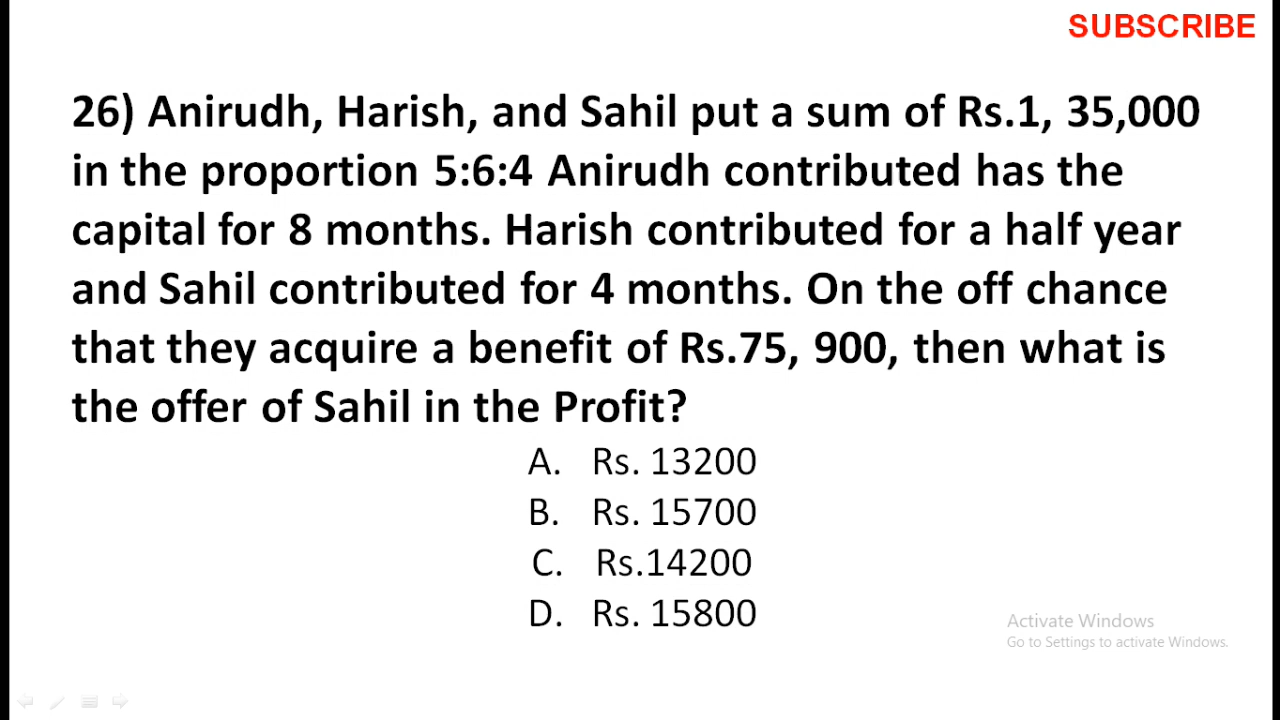 SUBSCRIBE
26) Anirudh, Harish, and Sahil put a sum of Rs.1, 35,000
in the proportion 5:6:4 Anirudh contributed has the
capital for 8 months. Harish contributed for a half year
and Sahil contributed for 4 months. On the off chance
that they acquire a benefit of Rs.75, 900, then what is
the offer of Sahil in the Profit?
A. Rs. 13200
B. Rs. 15700
C. Rs.14200
D. Rs. 15800
Activate Windows
Go to Settings to activate Windows.